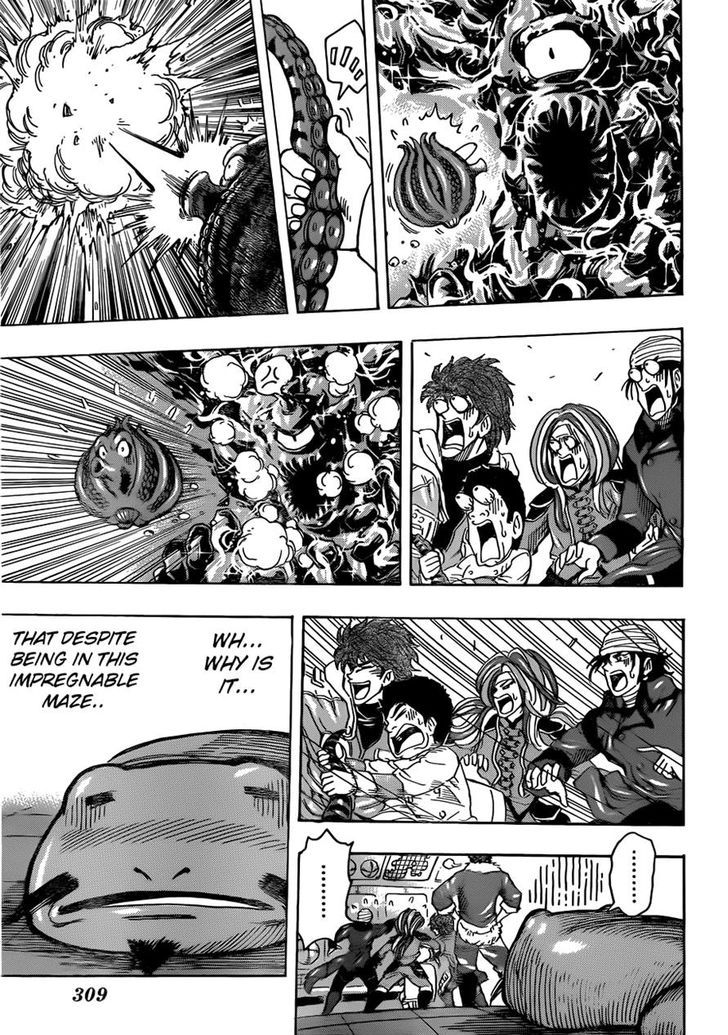 WH...
WHY IS
IT...
THAT DESPITE
BEING IN THIS
IMPREGNABLE
MAZE..
.......
.......
309